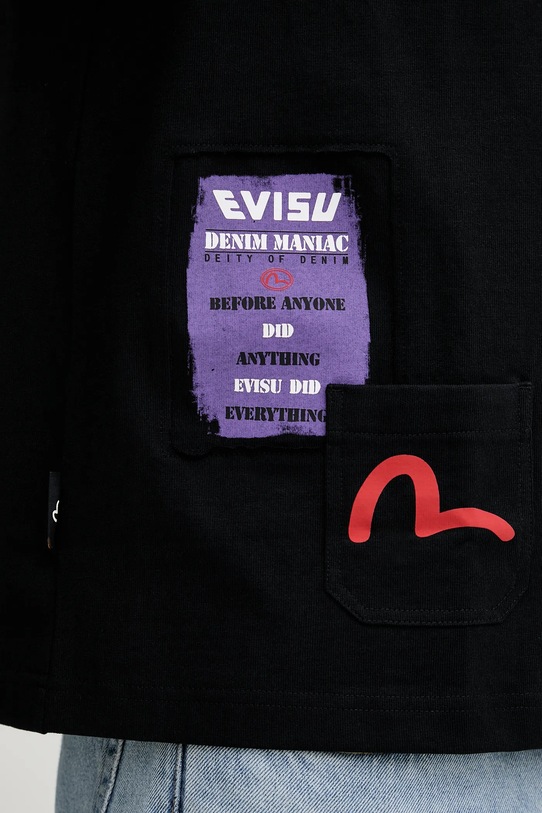 EVISU
DENIM MANIAC
DEITY OF DENIM
BEFORE ANYONE
DID
ANYTHING
EVISU DID
EVERYTHING